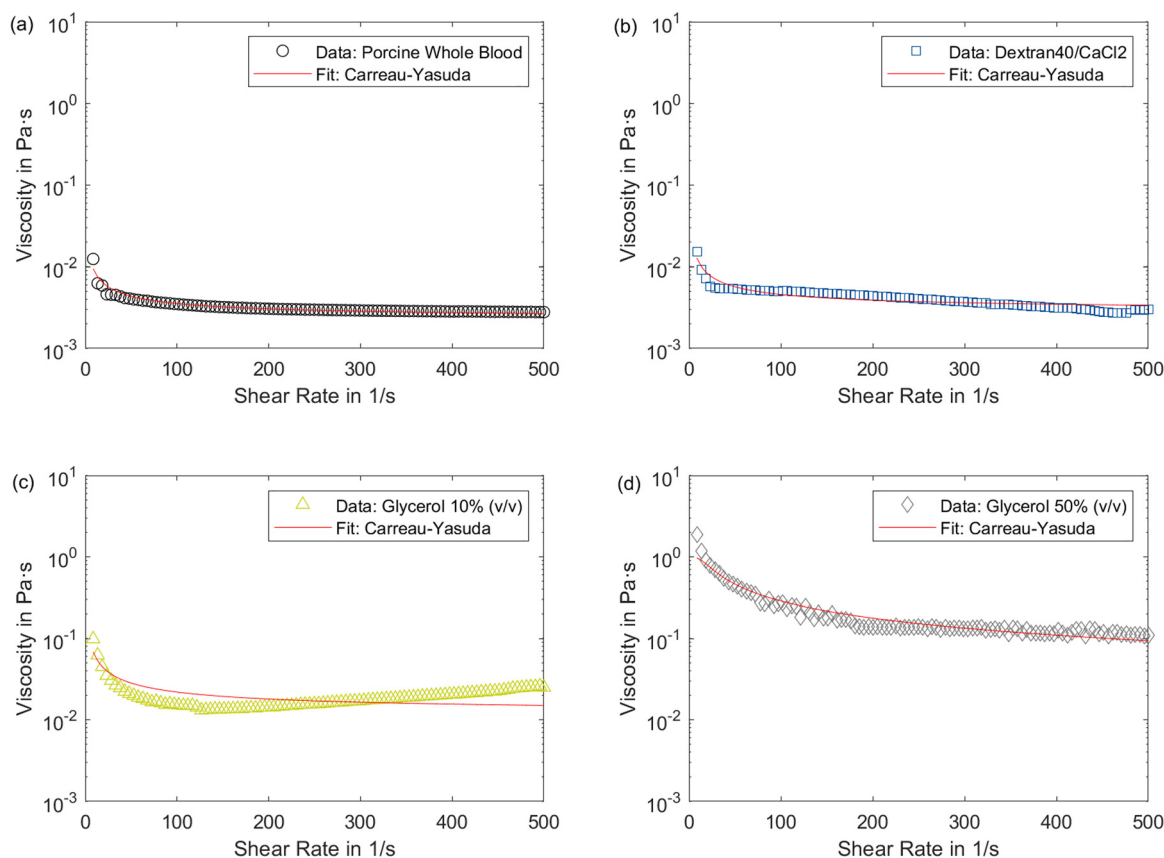 (a)
10^1
10^0
10^-1
10^-2
10^-3
Viscosity in Pa·s
Data: Porcine Whole Blood
Fit: Carreau-Yasuda
0 100 200 300 400 500
Shear Rate in 1/s
(b)
10^1
10^0
10^-1
10^-2
10^-3
Viscosity in Pa·s
Data: Dextran40/CaCl2
Fit: Carreau-Yasuda
0 100 200 300 400 500
Shear Rate in 1/s
(c)
10^1
10^0
10^-1
10^-2
10^-3
Viscosity in Pa·s
Data: Glycerol 10% (v/v)
Fit: Carreau-Yasuda
0 100 200 300 400 500
Shear Rate in 1/s
(d)
10^1
10^0
10^-1
10^-2
10^-3
Viscosity in Pa·s
Data: Glycerol 50% (v/v)
Fit: Carreau-Yasuda
0 100 200 300 400 500
Shear Rate in 1/s